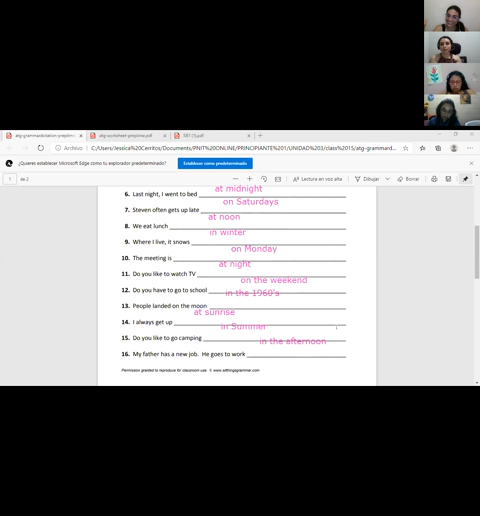 atg-grammardictation-preptime
atg-worksheet-preptime.pdf
SB1 (1).pdf
Archivo
C:/Users/Jessica%20Cerritos/Documents/PNIT%20ONLINE/PRINCIPIANTE%201/UNIDAD%203/class%2015/atg-grammard
¿Quieres establecer Microsoft Edge como tu explorador predeterminado?
Establecer como predeterminado
1 de 2
Lectura en voz alta
Dibujar
Borrar
at midnight
6. Last night, I went to bed
on Saturdays
7. Steven often gets up late
at noon
8. We eat lunch
in winter
9. Where I live, it snows
on Monday
10. The meeting is
at night
11. Do you like to watch TV
on the weekend
12. Do you have to go to school
in the 1960's
13. People landed on the moon
at sunrise
14. I always get up
in Summer
15. Do you like to go camping
in the afternoon
16. My father has a new job. He goes to work
Permission granted to reproduce for classroom use. © www.allthingsgrammar.com